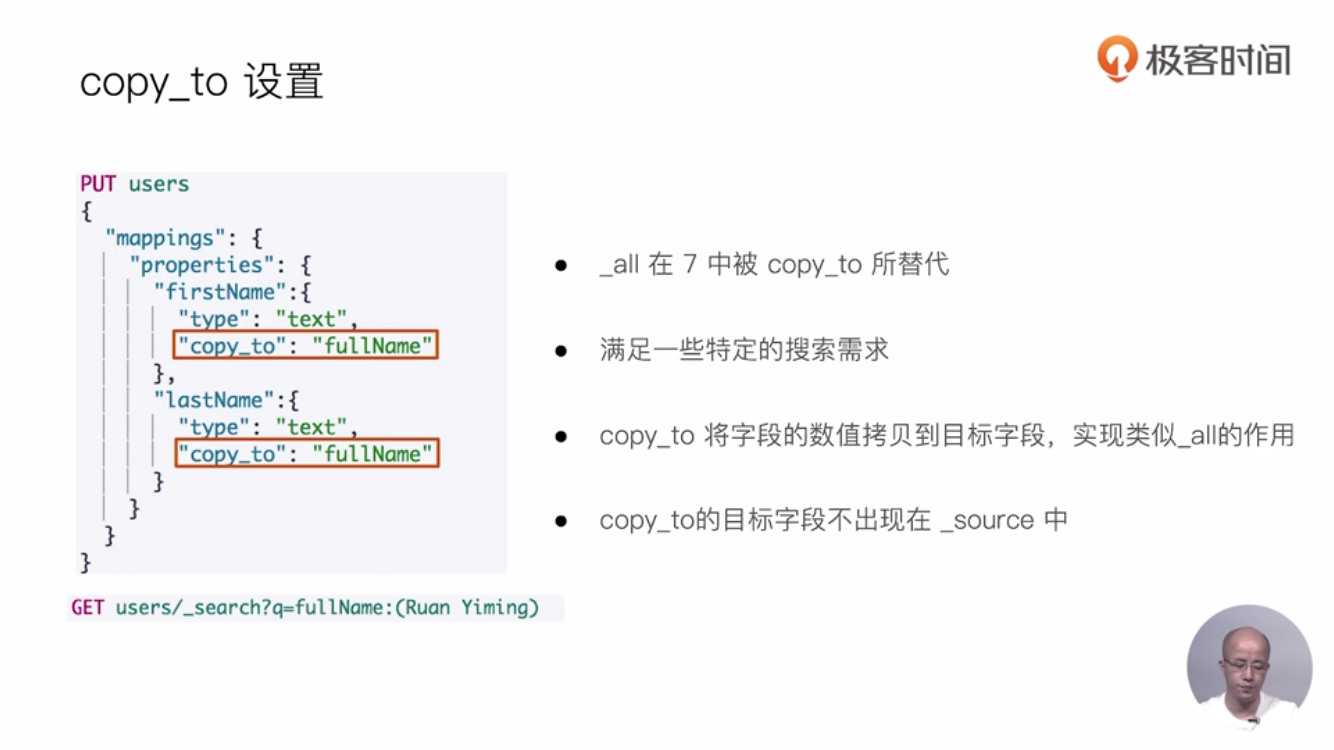 极客时间
copy_to 设置
PUT users
{
"mappings": {
"properties": {
"firstName":{
"type": "text",
"copy_to": "fullName"
},
"lastName":{
"type": "text",
"copy_to": "fullName"
}
}
}
}
GET users/_search?q=fullName:(Ruan Yiming)
● _all 在 7 中被 copy_to 所替代
● 满足一些特定的搜索需求
● copy_to 将字段的数值拷贝到目标字段，实现类似_all的作用
● copy_to的目标字段不出现在 _source 中